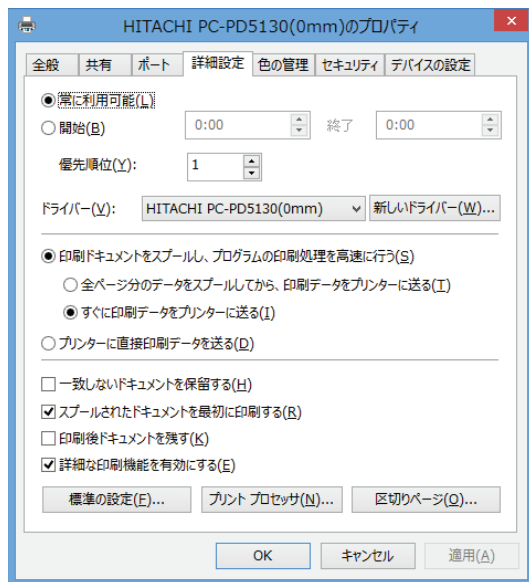 HITACHI PC-PD5130(0mm)のプロパティ
全般 共有 ポート 詳細設定 色の管理 セキュリティ デバイスの設定
常に利用可能(L)
開始(B) 0:00 終了 0:00
優先順位(Y): 1
ドライバー(V): HITACHI PC-PD5130(0mm) 新しいドライバー(W)...
印刷ドキュメントをスプールし、プログラムの印刷処理を高速に行う(S)
全ページ分のデータをスプールしてから、印刷データをプリンターに送る(T)
すぐに印刷データをプリンターに送る(I)
プリンターに直接印刷データを送る(D)
一致しないドキュメントを保留する(H)
スプールされたドキュメントを最初に印刷する(R)
印刷後ドキュメントを残す(K)
詳細な印刷機能を有効にする(E)
標準の設定(F)... プリント プロセッサ(N)... 区切りページ(O)...
OK キャンセル 適用(A)